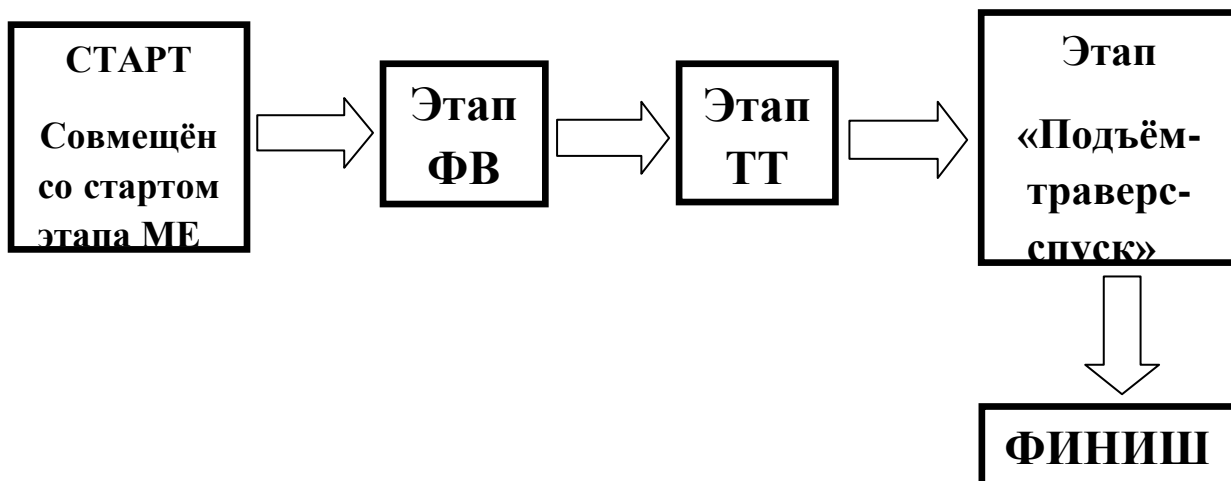 СТАРТ
Совмещён
со стартом
этапа МЕ
Этап
ФВ
Этап
ТТ
Этап
«Подъём-
траверс-
спуск»
ФИНИШ